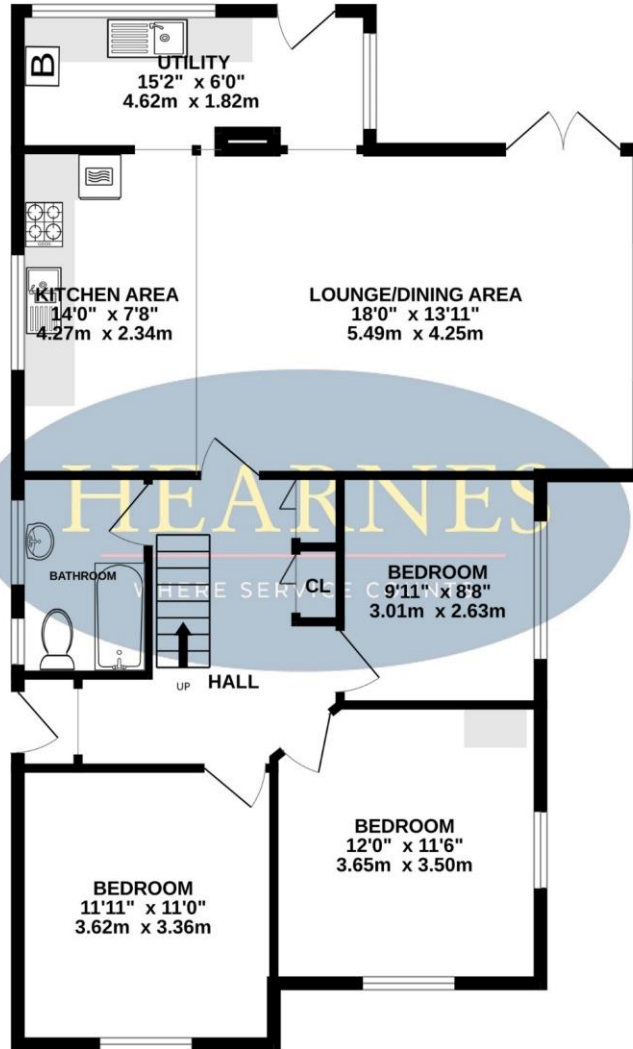 UTILITY
15'2" x 6'0"
4.62m x 1.82m
B
KITCHEN AREA
14'0" x 7'8"
4.27m x 2.34m
LOUNGE/DINING AREA
18'0" x 13'11"
5.49m x 4.25m
HEARNES
WHERE SERVICE COUNTS
BATHROOM
CL
BEDROOM
9'11" x 8'8"
3.01m x 2.63m
UP
HALL
BEDROOM
12'0" x 11'6"
3.65m x 3.50m
BEDROOM
11'11" x 11'0"
3.62m x 3.36m